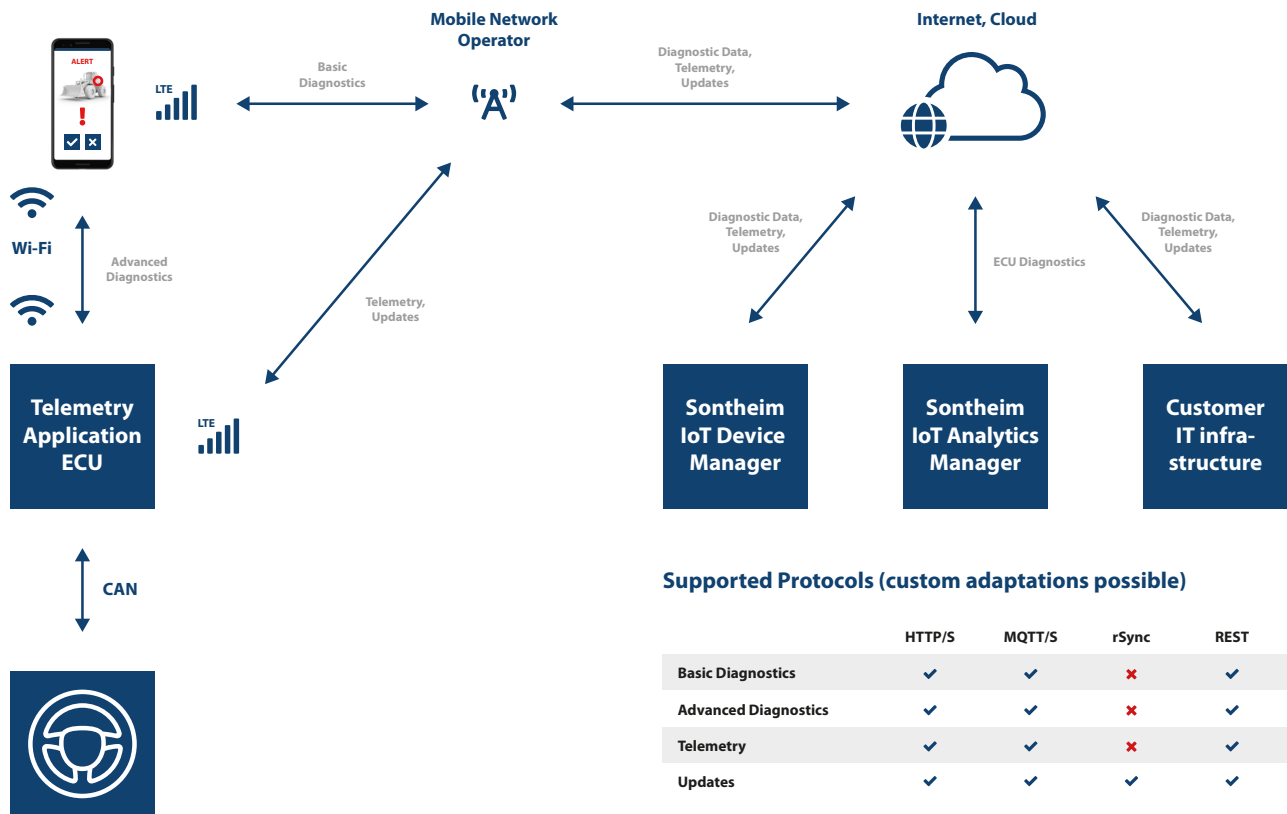 Mobile Network
Operator
Internet, Cloud
ALERT
!
LTE
Basic
Diagnostics
Diagnostic Data,
Telemetry,
Updates
Wi-Fi
Advanced
Diagnostics
Telemetry,
Updates
Diagnostic Data,
Telemetry,
Updates
ECU Diagnostics
Diagnostic Data,
Telemetry,
Updates
Telemetry
Application
ECU
LTE
Sontheim
IoT Device
Manager
Sontheim
IoT Analytics
Manager
Customer
IT infra-
structure
CAN
Supported Protocols (custom adaptations possible)
HTTP/S MQTT/S rSync REST
Basic Diagnostics ✔ ✔ ✖ ✔
Advanced Diagnostics ✔ ✔ ✖ ✔
Telemetry ✔ ✔ ✖ ✔
Updates ✔ ✔ ✔ ✔